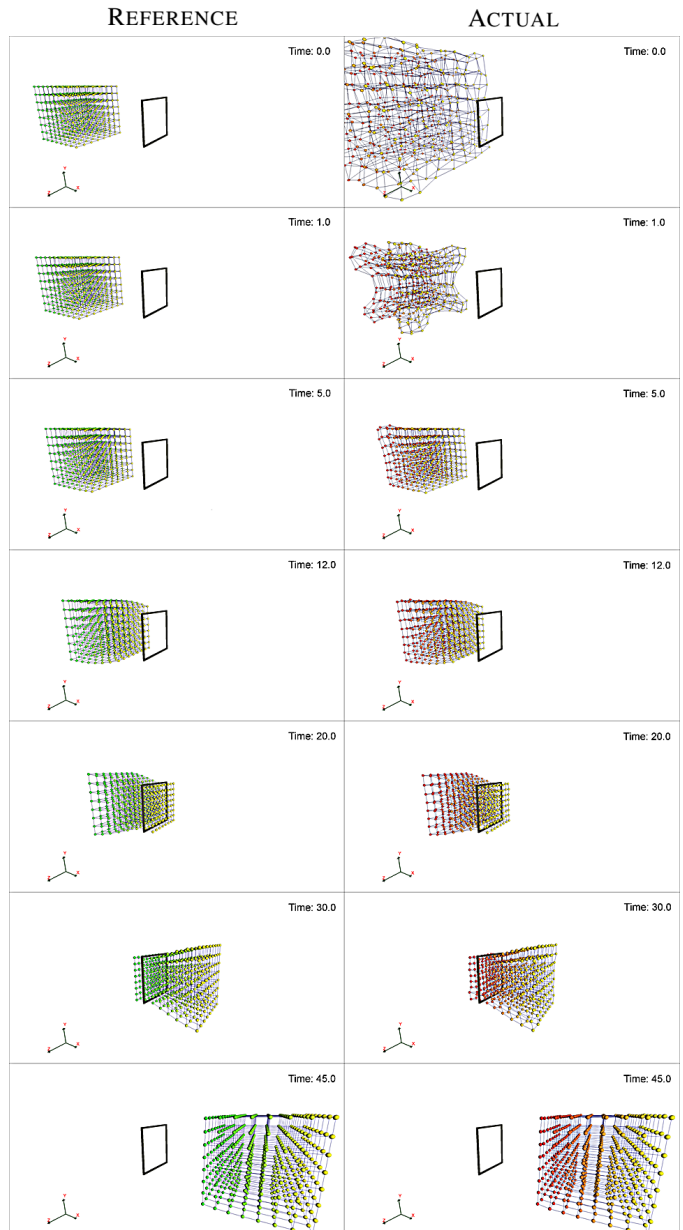 REFERENCE ACTUAL
Time: 0.0 Time: 0.0
Y Y
Z X Z X
Time: 1.0 Time: 1.0
Y Y
Z X Z X
Time: 5.0 Time: 5.0
Y Y
Z X Z X
Time: 12.0 Time: 12.0
Y Y
Z X Z X
Time: 20.0 Time: 20.0
Y Y
Z X Z X
Time: 30.0 Time: 30.0
Y Y
Z X Z X
Time: 45.0 Time: 45.0
Y Y
Z X Z X